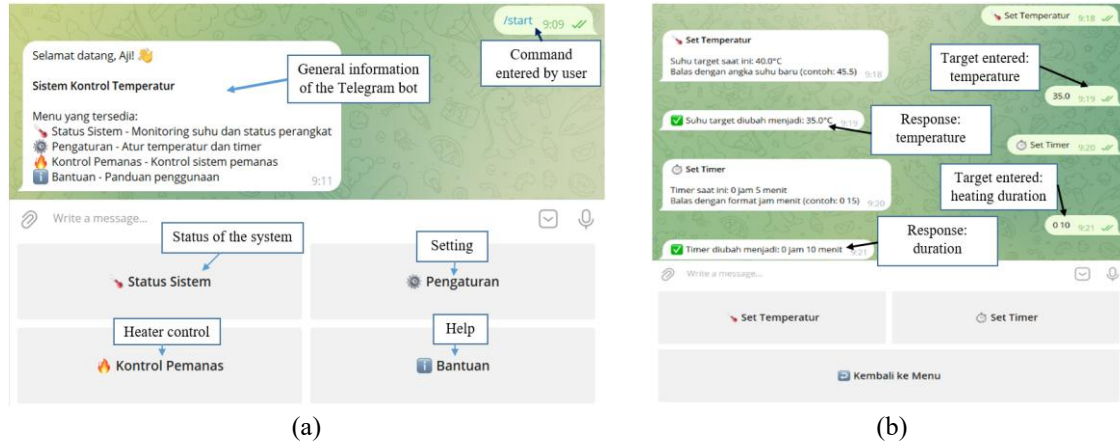 /start 9:09
Command
entered by user
Selamat datang, Aji! 👋
Sistem Kontrol Temperatur
Menu yang tersedia:
🌡️ Status Sistem - Monitoring suhu dan status perangkat
⚙️ Pengaturan - Atur temperatur dan timer
🔥 Kontrol Pemanas - Kontrol sistem pemanas
ℹ️ Bantuan - Panduan penggunaan
9:11
General information
of the Telegram bot
Write a message...
Status of the system
Status Sistem
Setting
Pengaturan
Heater control
Kontrol Pemanas
Help
Bantuan
(a)
Set Temperatur 9:18
Set Temperatur
Suhu target saat ini: 40.0°C
Balas dengan angka suhu baru (contoh: 45.5) 9:18
Target entered:
temperature
35.0 9:19
✅ Suhu target diubah menjadi: 35.0°C 9:19
Response:
temperature
Set Timer 9:20
Set Timer
Timer saat ini: 0 jam 5 menit
Balas dengan format jam menit (contoh: 0 15) 9:20
Target entered:
heating duration
0 10 9:21
✅ Timer diubah menjadi: 0 jam 10 menit 9:21
Response:
duration
Write a message...
Set Temperatur
Set Timer
Kembali ke Menu
(b)